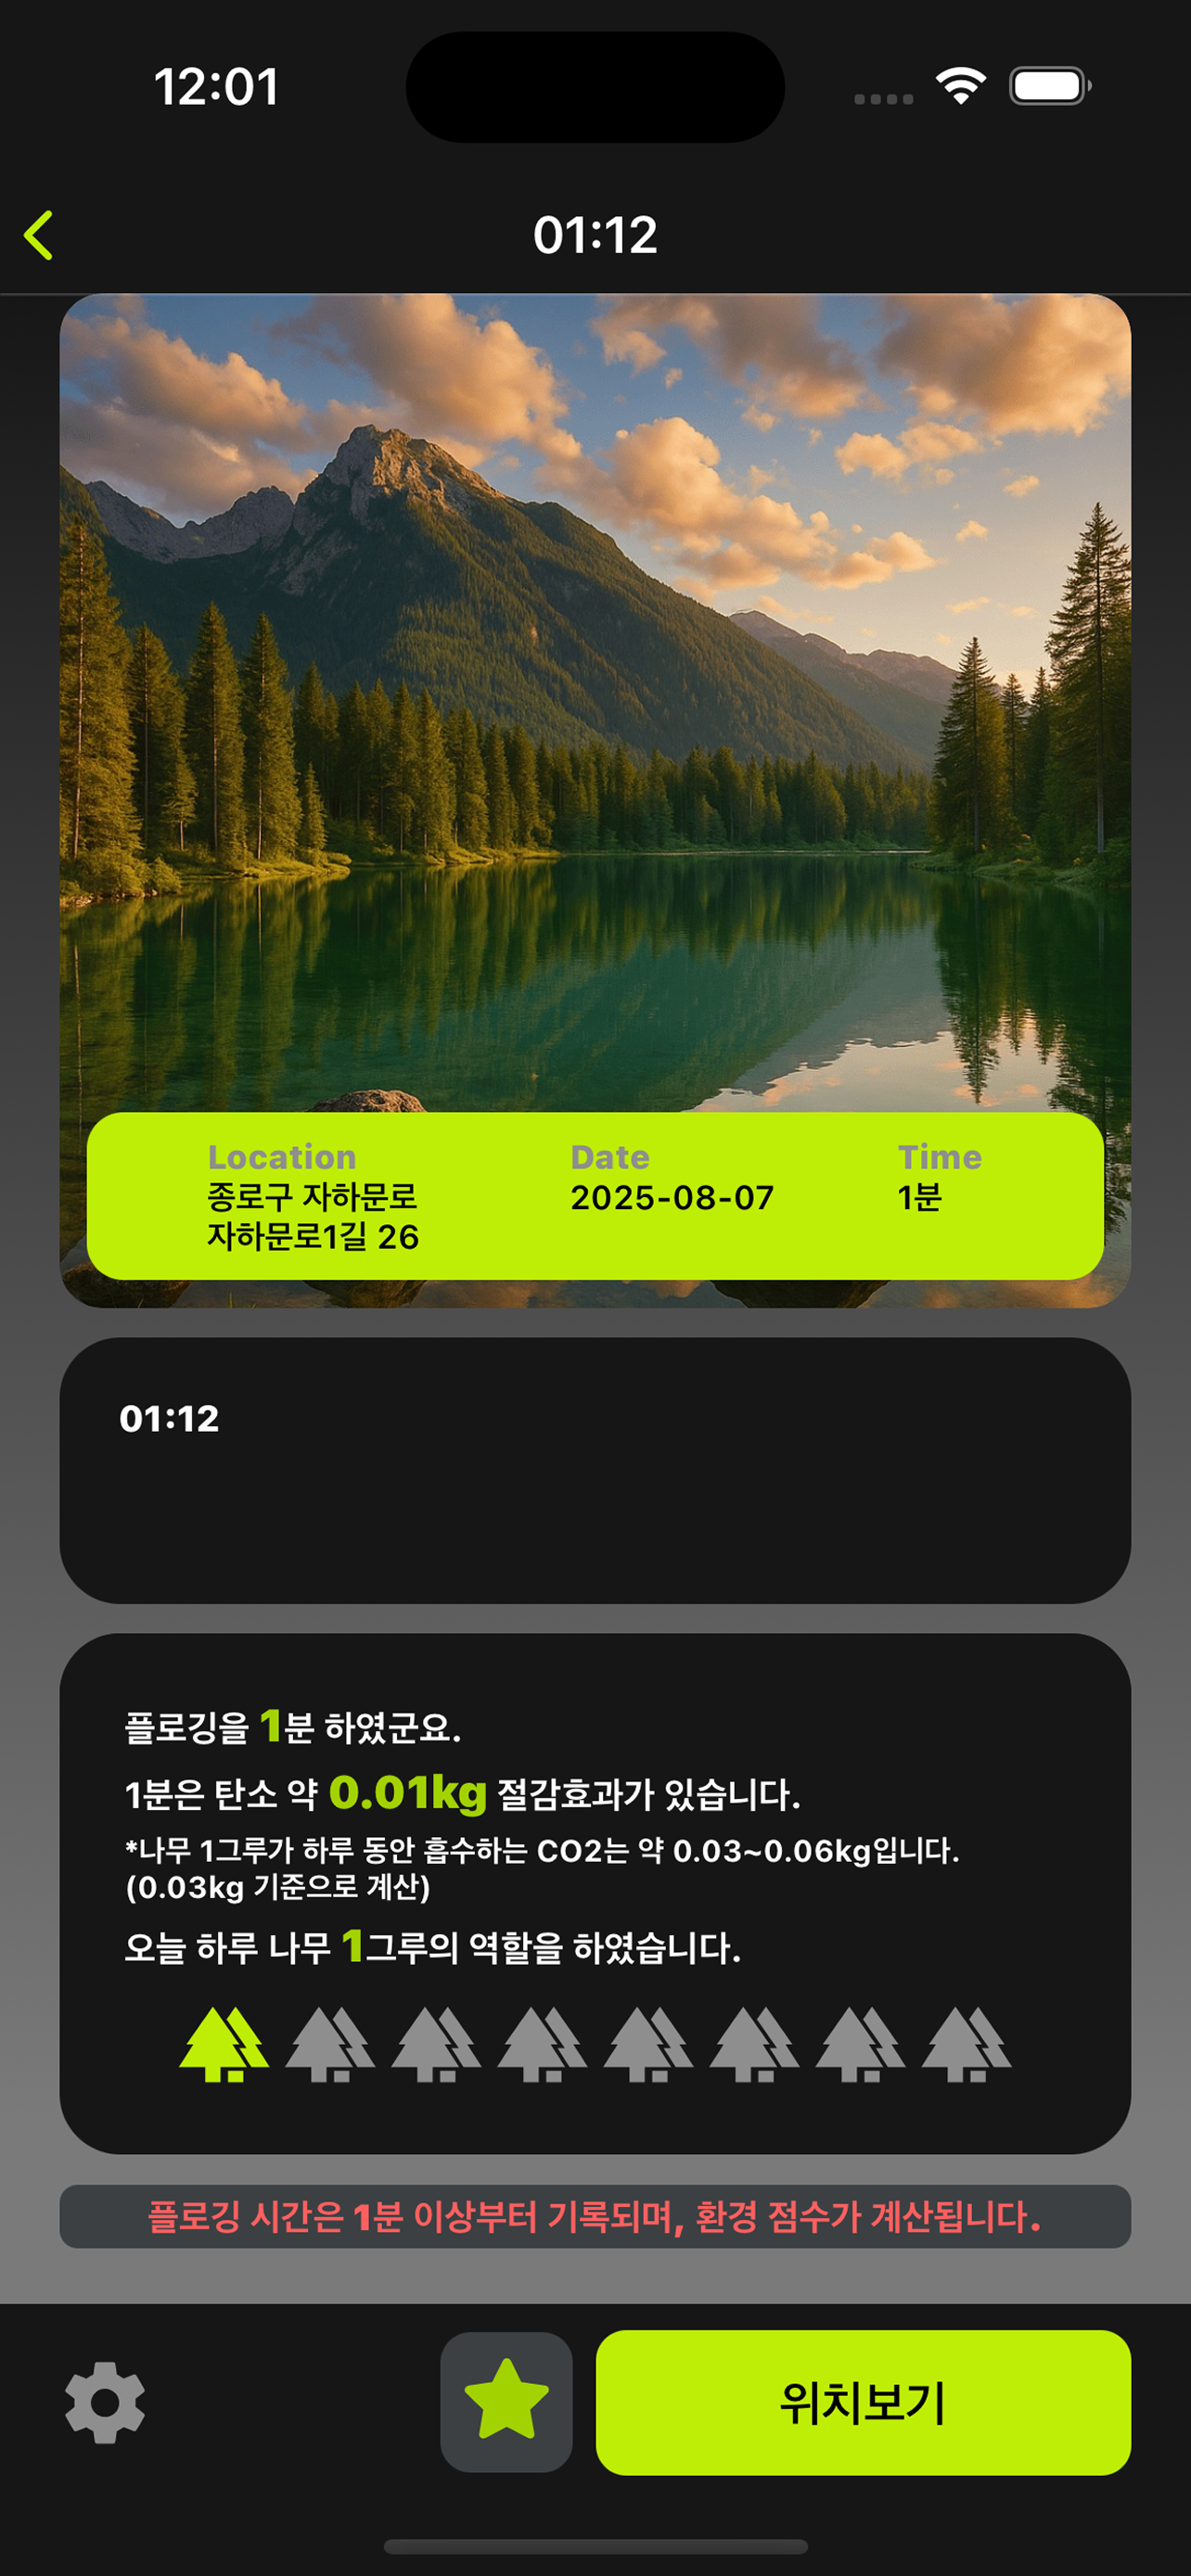 12:01
01:12
Location
종로구 자하문로
자하문로1길 26
Date
2025-08-07
Time
1분
01:12
플로깅을 1분 하였군요.
1분은 탄소 약 0.01kg 절감효과가 있습니다.
*나무 1그루가 하루 동안 흡수하는 CO2는 약 0.03~0.06kg입니다.
(0.03kg 기준으로 계산)
오늘 하루 나무 1그루의 역할을 하였습니다.
플로깅 시간은 1분 이상부터 기록되며, 환경 점수가 계산됩니다.
위치보기